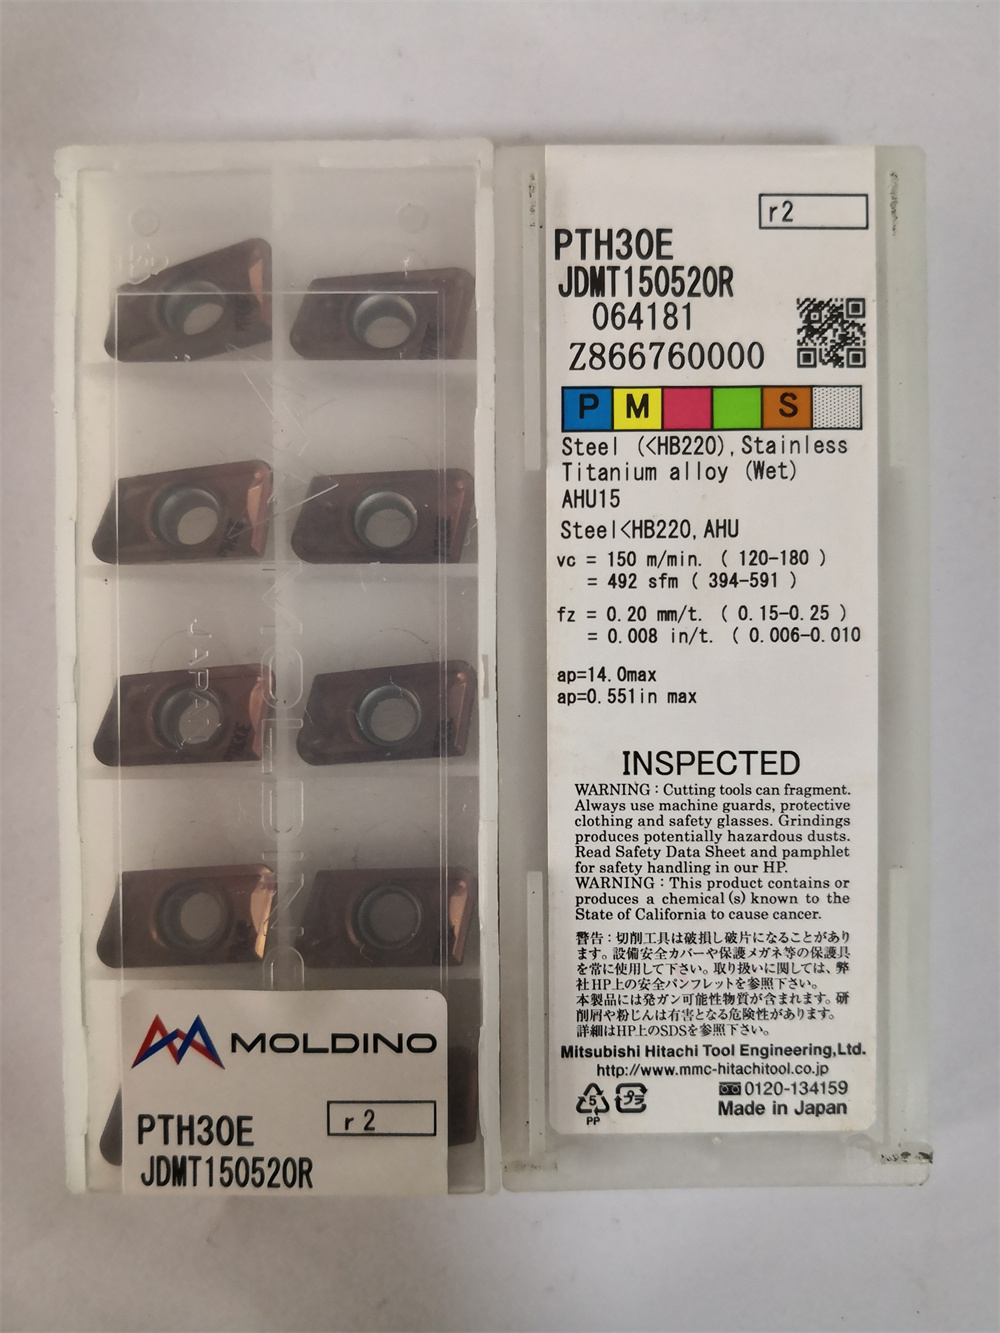 JAPAN
MOLDINO
MOLDINO
PTH30E
r2
JDMT150520R
r2
PTH30E
JDMT150520R
064181
Z866760000
P M S
Steel (<HB220),Stainless
Titanium alloy (Wet)
AHU15
Steel<HB220,AHU
vc = 150 m/min. ( 120-180 )
= 492 sfm ( 394-591 )
fz = 0.20 mm/t. ( 0.15-0.25 )
= 0.008 in/t. ( 0.006-0.010
ap=14.0max
ap=0.551in max
INSPECTED
WARNING : Cutting tools can fragment.
Always use machine guards, protective
clothing and safety glasses. Grindings
produces potentially hazardous dusts.
Read Safety Data Sheet and pamphlet
for safety handling in our HP.
WARNING : This product contains or
produces a chemical (s) known to the
State of California to cause cancer.
警告：切削工具は破損し破片になることがあり
ます。設備安全カバーや保護メガネ等の保護具
を常に使用して下さい。取り扱いに関しては、弊
社HP上の安全パンフレットを参照下さい。
本製品には発ガン可能性物質が含まれます。研
削屑や粉じんは有害となる危険性があります。
詳細はHP上のSDSを参照下さい。
Mitsubishi Hitachi Tool Engineering,Ltd.
http://www.mmc-hitachitool.co.jp
0120-134159
Made in Japan
5
PP
プラ